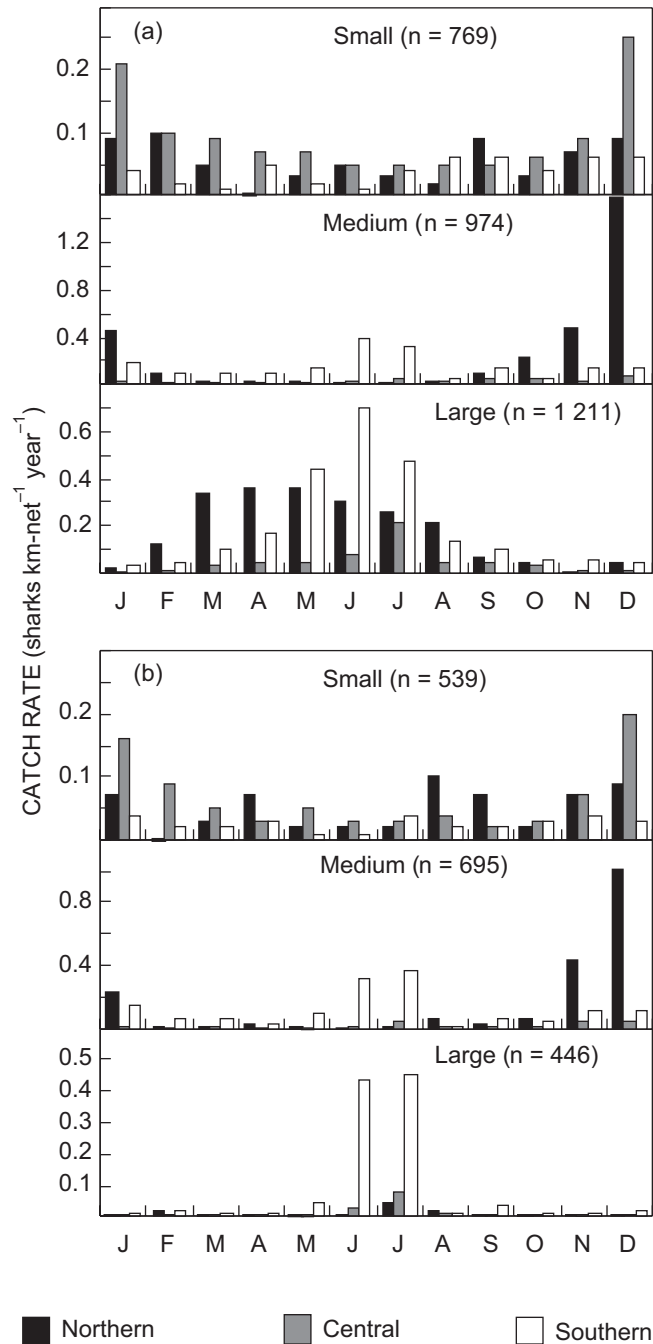 (a)
Small (n = 769)
0.2
0.1
Medium (n = 974)
1.2
0.8
0.4
Large (n = 1 211)
0.6
0.4
0.2
J F M A M J J A S O N D
CATCH RATE (sharks km-net⁻¹ year⁻¹)
(b)
Small (n = 539)
0.2
0.1
Medium (n = 695)
0.8
0.4
Large (n = 446)
0.5
0.4
0.3
0.2
0.1
J F M A M J J A S O N D
Northern Central Southern